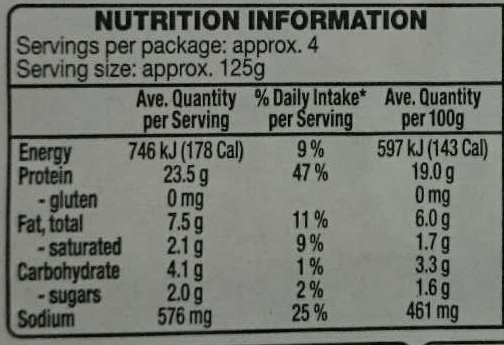 NUTRITION INFORMATION
Servings per package: approx. 4
Serving size: approx. 125g
Ave. Quantity % Daily Intake* Ave. Quantity
per Serving per Serving per 100g
Energy 746 kJ (178 Cal) 9% 597 kJ (143 Cal)
Protein 23.5 g 47% 19.0 g
- gluten 0 mg 0 mg
Fat, total 7.5 g 11% 6.0 g
- saturated 2.1 g 9% 1.7 g
Carbohydrate 4.1 g 1% 3.3 g
- sugars 2.0 g 2% 1.6 g
Sodium 576 mg 25% 461 mg